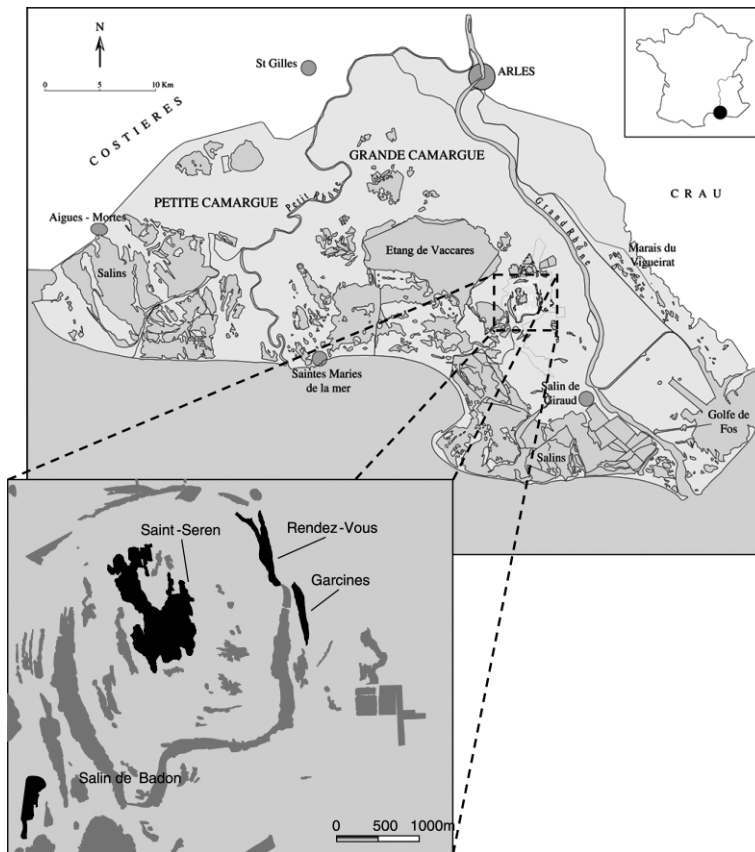 N
0 5 10 Km
St Gilles
ARLES
COSTIERES
GRANDE CAMARGUE
CRAU
PETITE CAMARGUE
Petit Rhône
Grand Rhône
Aigues - Mortes
Salins
Etang de Vaccares
Marais du
Vigueirat
Saintes Maries
de la mer
Salin de
Giraud
Golfe de
Fos
Salins
Saint-Seren
Rendez-Vous
Garcines
Salin de Badon
0 500 1000m